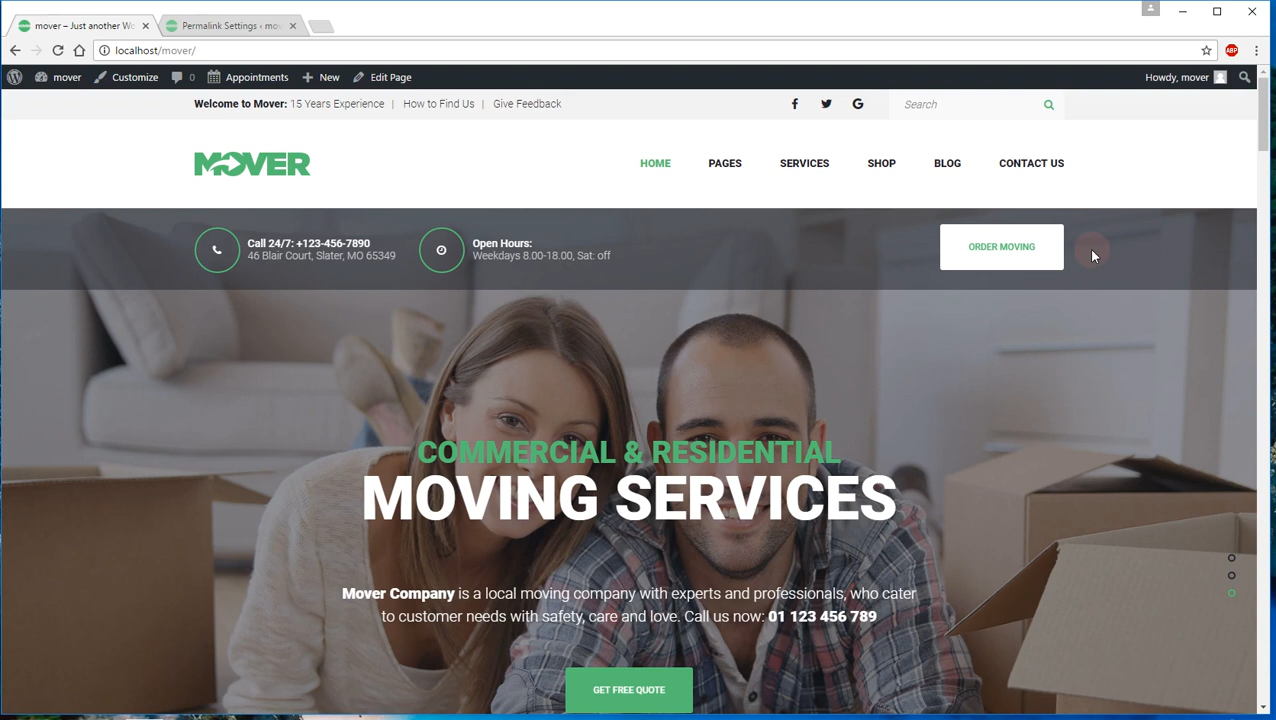 mover – Just another Wo
Permalink Settings ‹ mov
localhost/mover/
ABP
mover
Customize
0
Appointments
New
Edit Page
Howdy, mover
Welcome to Mover: 15 Years Experience | How to Find Us | Give Feedback
Search
MOVER
HOME
PAGES
SERVICES
SHOP
BLOG
CONTACT US
Call 24/7: +123-456-7890
46 Blair Court, Slater, MO 65349
Open Hours:
Weekdays 8.00-18.00, Sat: off
ORDER MOVING
COMMERCIAL & RESIDENTIAL
MOVING SERVICES
Mover Company is a local moving company with experts and professionals, who cater
to customer needs with safety, care and love. Call us now: 01 123 456 789
GET FREE QUOTE